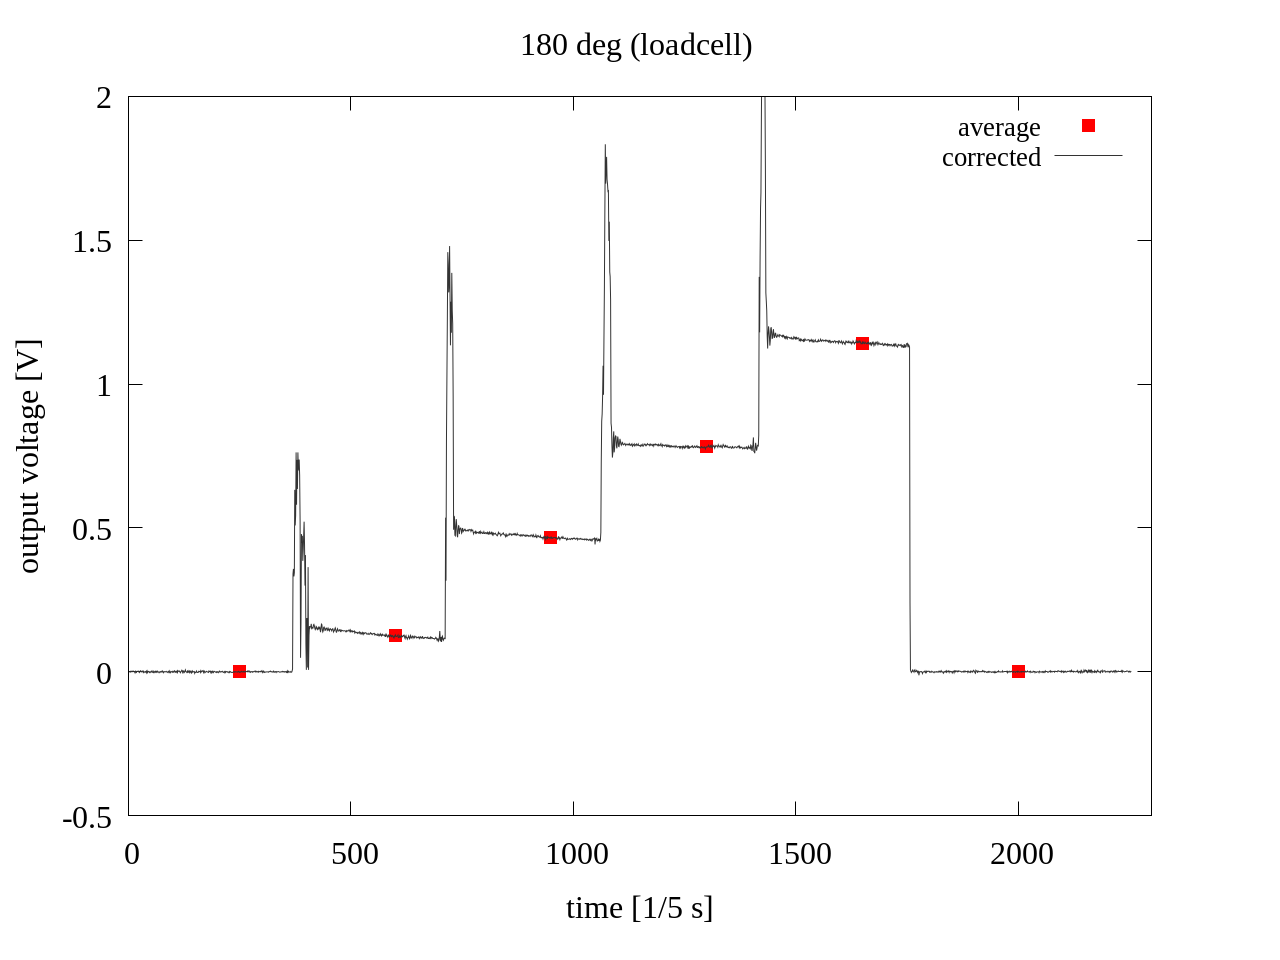 180 deg (loadcell)
average
corrected
2
1.5
1
0.5
0
-0.5
output voltage [V]
0 500 1000 1500 2000
time [1/5 s]